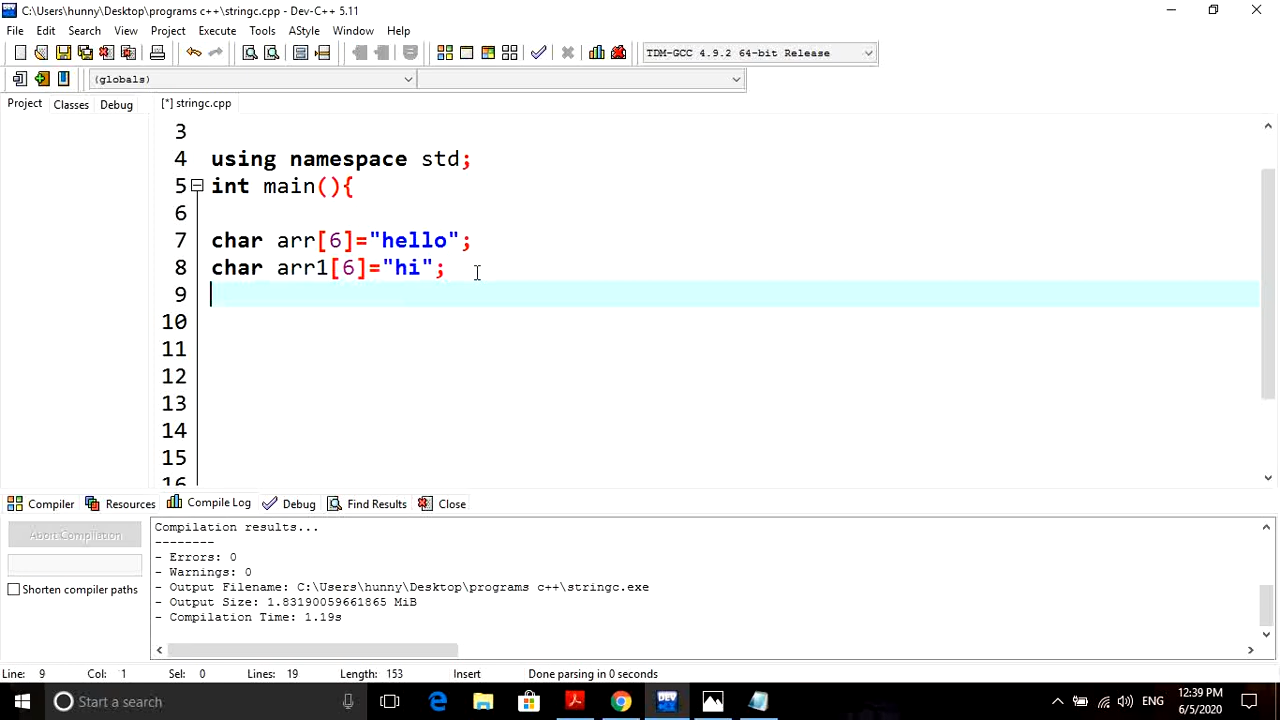 C:\Users\hunny\Desktop\programs c++\stringc.cpp - Dev-C++ 5.11
File Edit Search View Project Execute Tools AStyle Window Help
TDM-GCC 4.9.2 64-bit Release
(globals)
Project Classes Debug [*] stringc.cpp
3
4 using namespace std;
5 int main(){
6
7 char arr[6]="hello";
8 char arr1[6]="hi";
9
10
11
12
13
14
15
16
Compiler Resources Compile Log Debug Find Results Close
Abort Compilation
Shorten compiler paths
Compilation results...
--------
- Errors: 0
- Warnings: 0
- Output Filename: C:\Users\hunny\Desktop\programs c++\stringc.exe
- Output Size: 1.83190059661865 MiB
- Compilation Time: 1.19s
Line: 9 Col: 1 Sel: 0 Lines: 19 Length: 153 Insert Done parsing in 0 seconds
Start a search
DEV
ENG
12:39 PM
6/5/2020